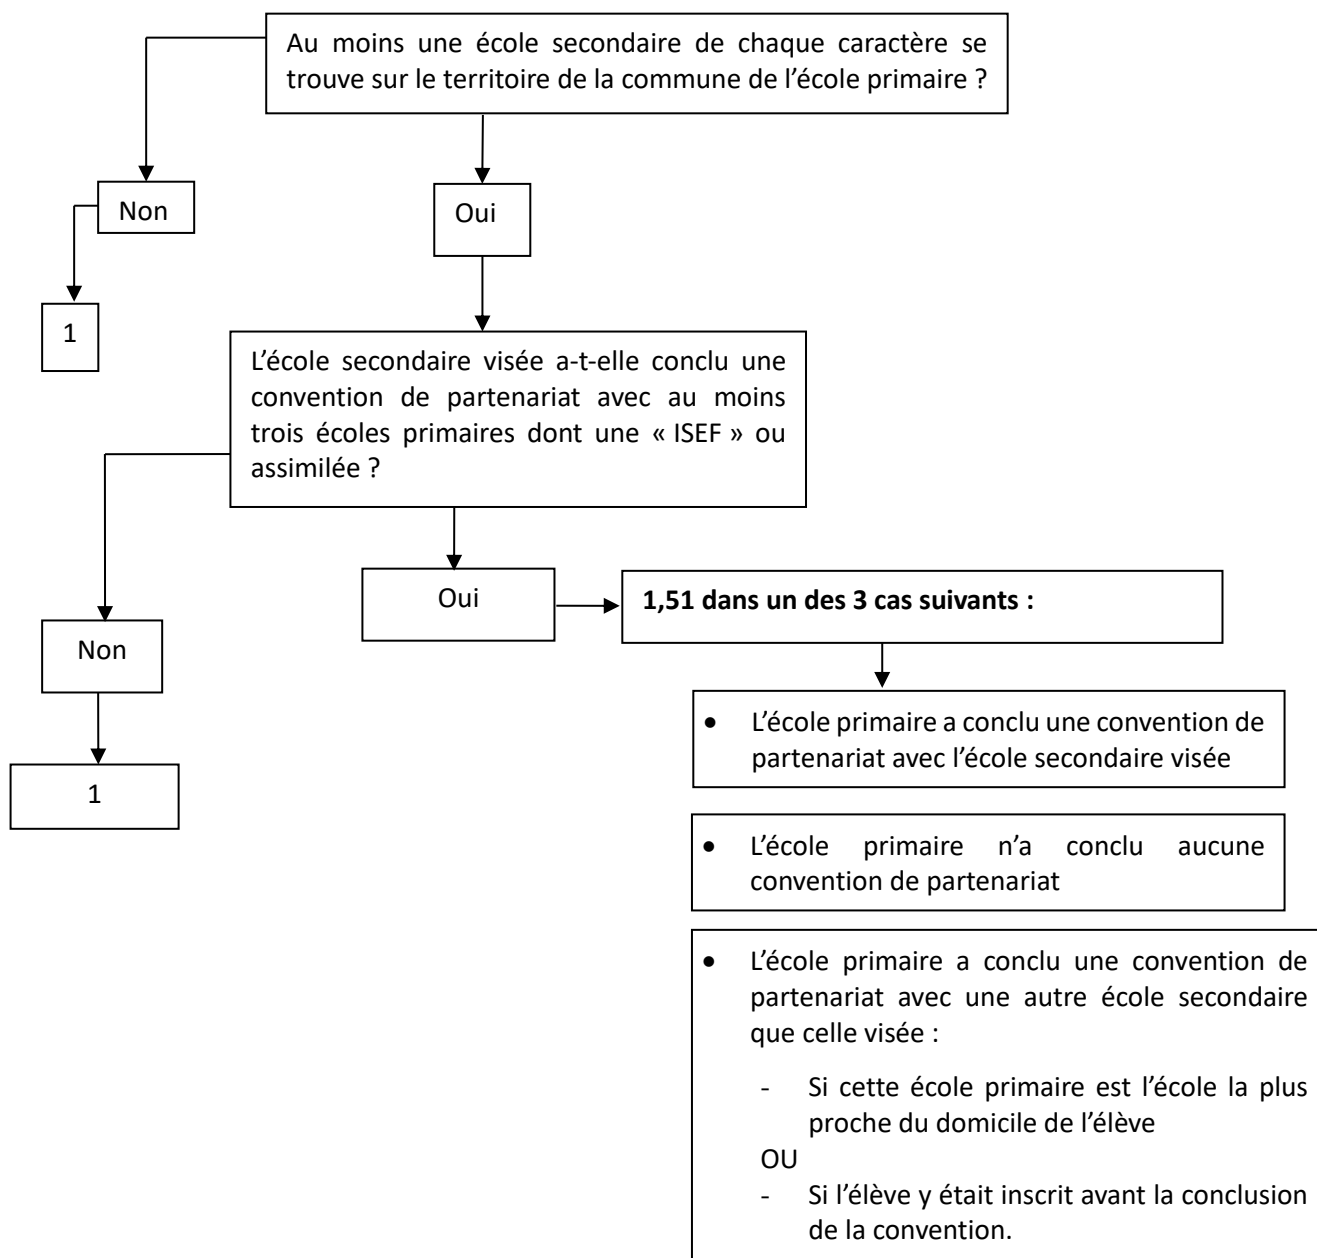 Au moins une école secondaire de chaque caractère se
trouve sur le territoire de la commune de l’école primaire ?
Non
Oui
1
L’école secondaire visée a-t-elle conclu une
convention de partenariat avec au moins
trois écoles primaires dont une « ISEF » ou
assimilée ?
Oui
1,51 dans un des 3 cas suivants :
Non
1
• L’école primaire a conclu une convention de
partenariat avec l’école secondaire visée
• L’école primaire n’a conclu aucune
convention de partenariat
• L’école primaire a conclu une convention de
partenariat avec une autre école secondaire
que celle visée :
- Si cette école primaire est l’école la plus
proche du domicile de l’élève
OU
- Si l’élève y était inscrit avant la conclusion
de la convention.